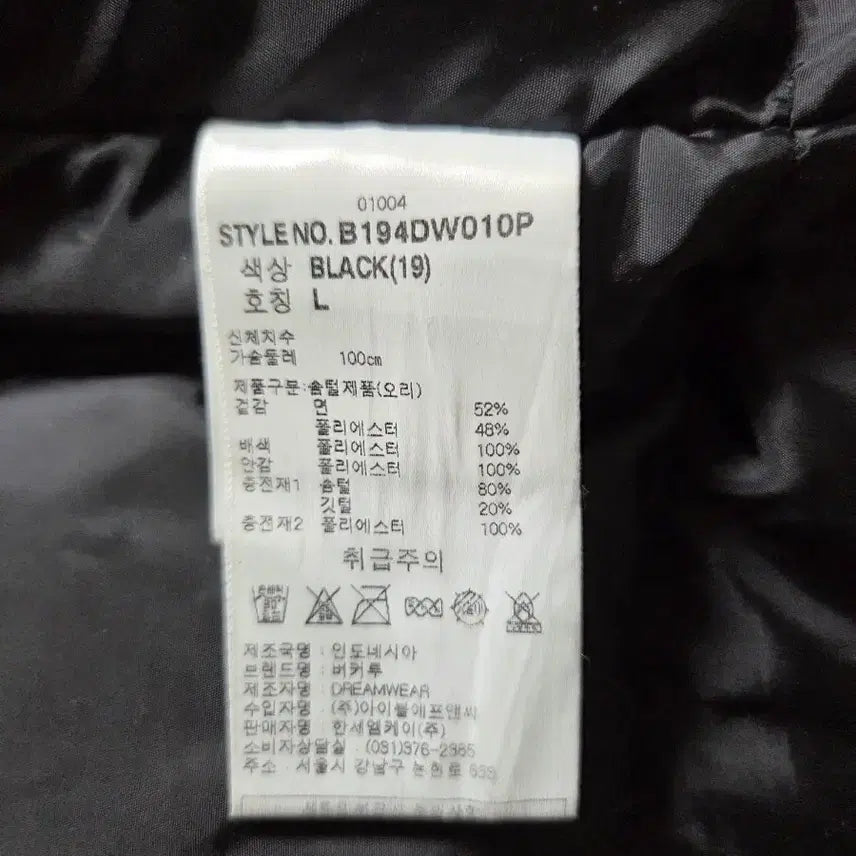 01004
STYLE NO. B194DW010P
색상 BLACK(19)
호칭 L
신체치수
가슴둘레 100cm
제품구분:솜털제품(오리)
겉감 면 52%
폴리에스터 48%
배색 폴리에스터 100%
안감 폴리에스터 100%
충전재1 솜털 80%
깃털 20%
충전재2 폴리에스터 100%
취급주의
제조국명 : 인도네시아
브랜드명 : 버커루
제조자명 : DREAMWEAR
수입자명 : (주)아이블에프앤씨
판매자명 : 한세엠케이(주)
소비자상담실 : (031)376-2365
주소 : 서울시 강남구 논현로 633